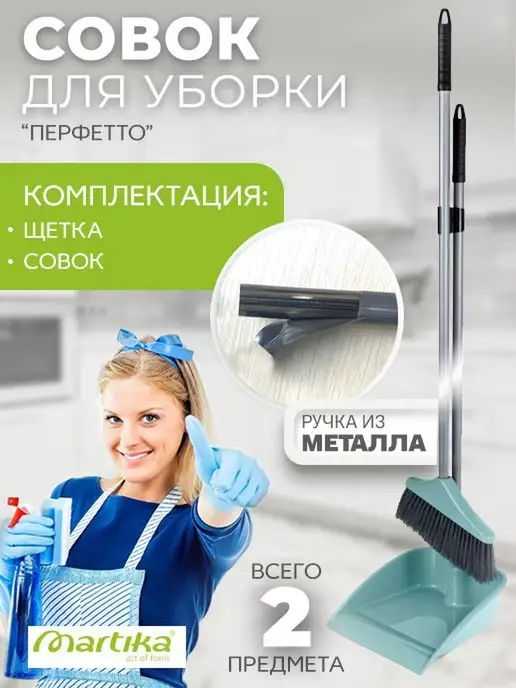 СОВОК
ДЛЯ УБОРКИ
“ПЕРФЕТТО”
КОМПЛЕКТАЦИЯ:
• ЩЕТКА
• СОВОК
РУЧКА ИЗ
МЕТАЛЛА
ВСЕГО
2
ПРЕДМЕТА
martika®
art of form